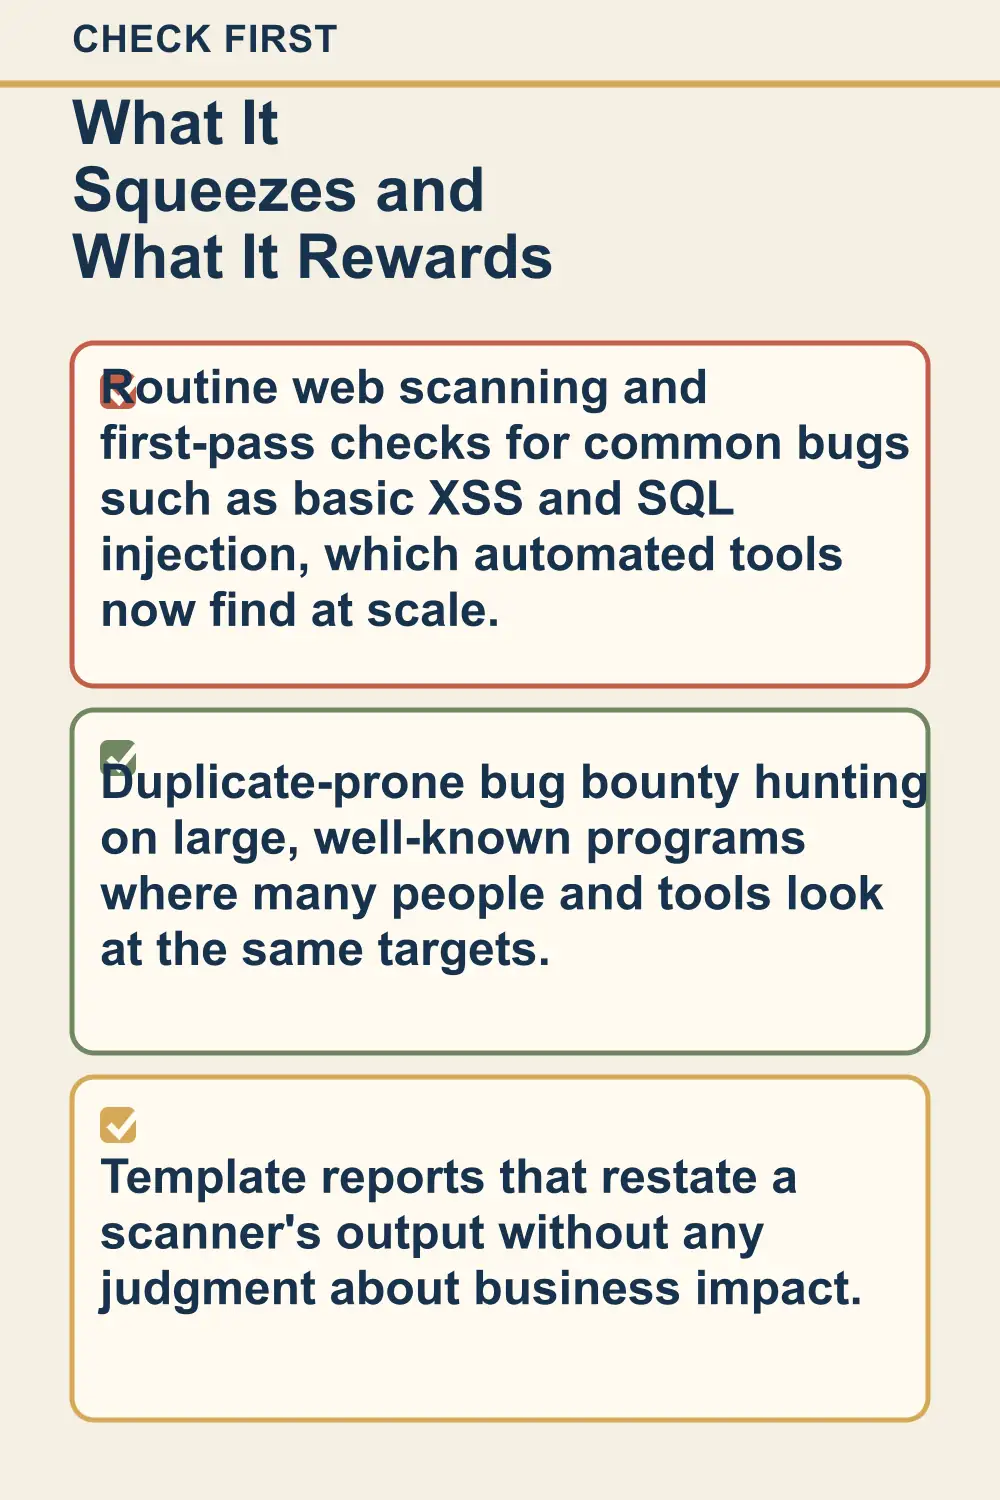 CHECK FIRST
What It
Squeezes and
What It Rewards
Routine web scanning and
first-pass checks for common bugs
such as basic XSS and SQL
injection, which automated tools
now find at scale.
Duplicate-prone bug bounty hunting
on large, well-known programs
where many people and tools look
at the same targets.
Template reports that restate a
scanner's output without any
judgment about business impact.